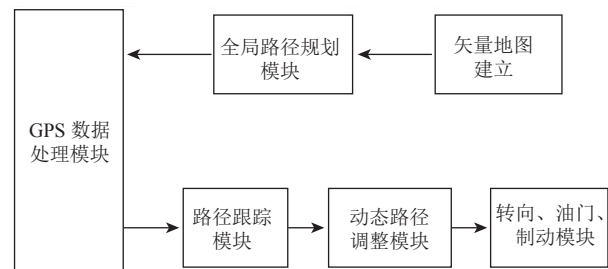 全局路径规划
模块
矢量地图
建立
GPS 数据
处理模块
路径跟踪
模块
动态路径
调整模块
转向、油门、
制动模块